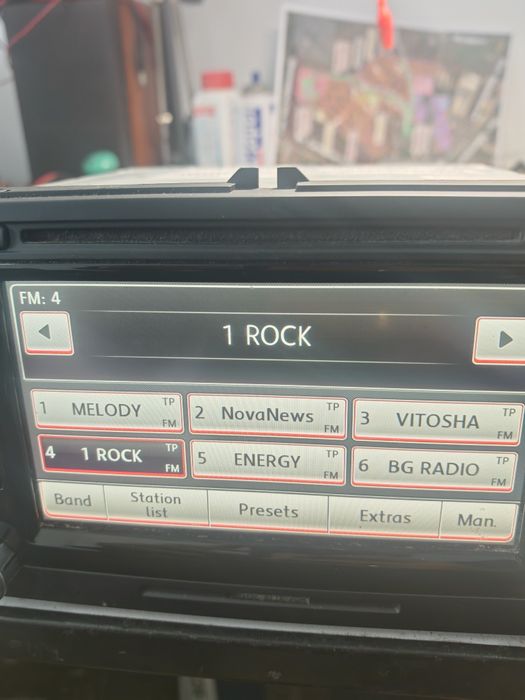 FM: 4
1 ROCK
1 MELODY TP FM
2 NovaNews TP FM
3 VITOSHA TP FM
4 1 ROCK TP FM
5 ENERGY TP FM
6 BG RADIO TP FM
Band
Station
list
Presets
Extras
Man.